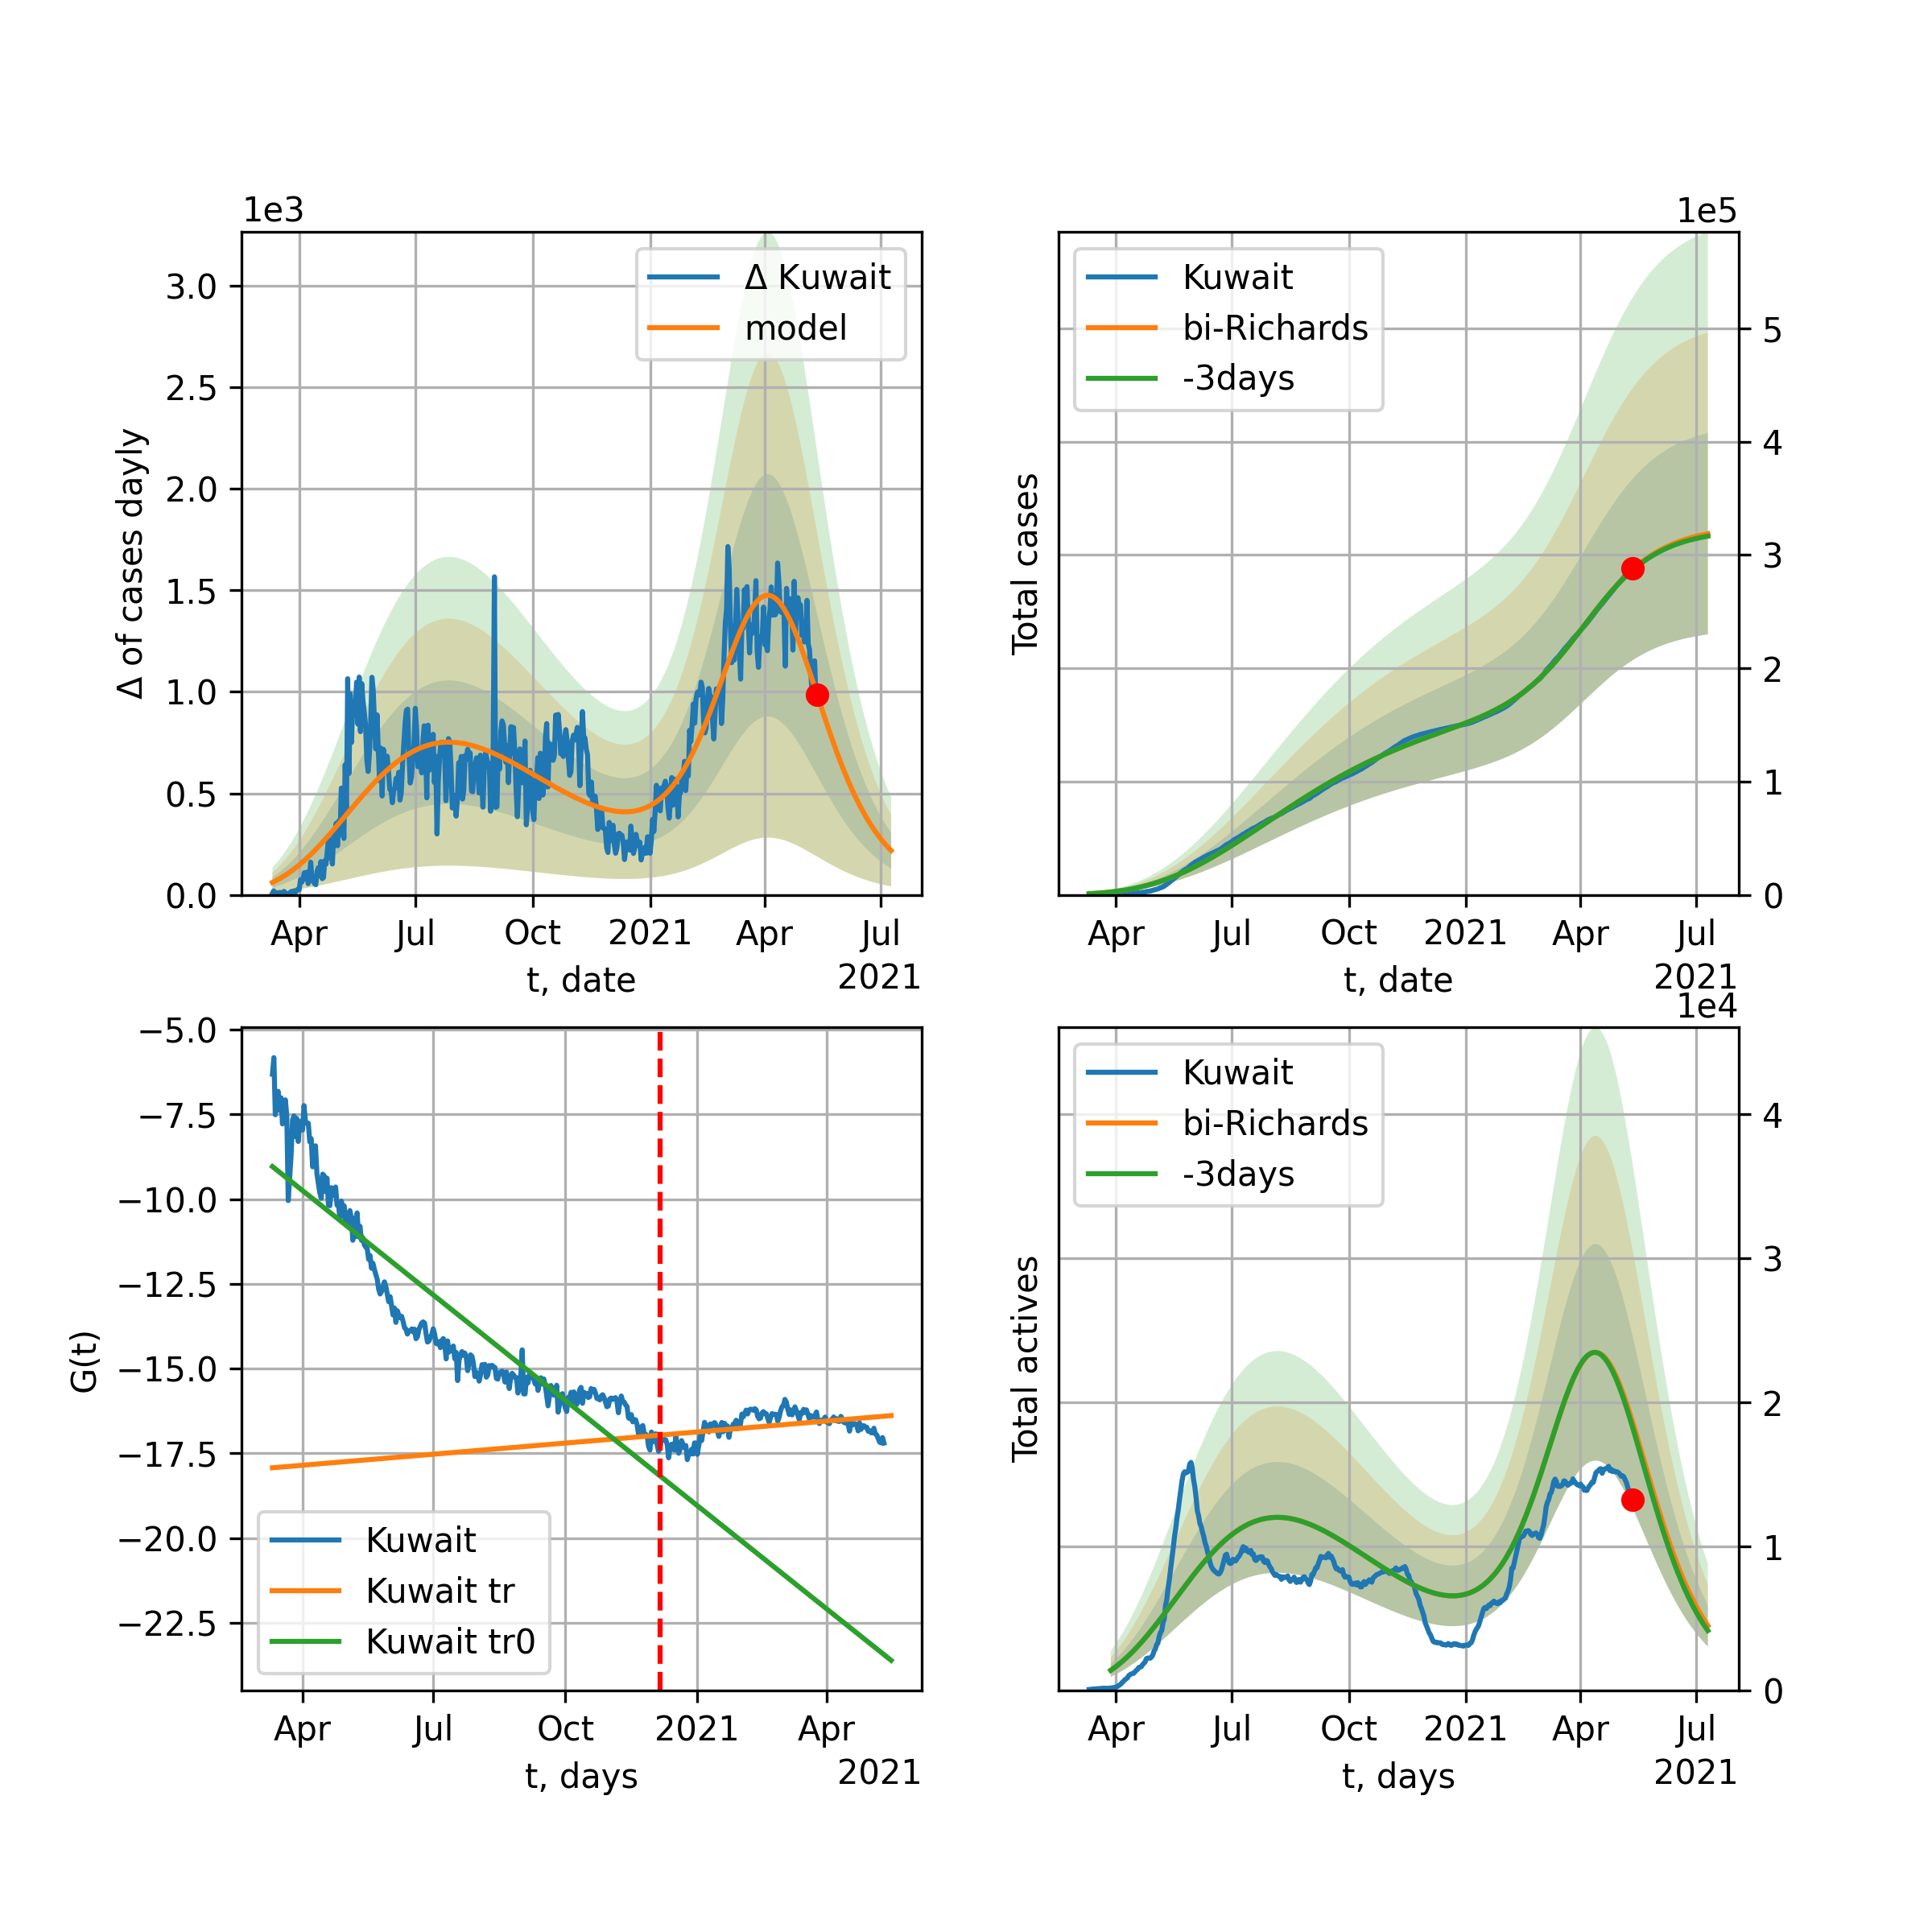 1e3
Δ of cases dayly
3.0
2.5
2.0
1.5
1.0
0.5
0.0
Δ Kuwait
model
Apr
Jul
Oct
2021
Apr
Jul
t, date
2021
1e5
Total cases
Kuwait
bi-Richards
-3days
5
4
3
2
1
0
Apr
Jul
Oct
2021
Apr
Jul
t, date
2021
G(t)
−5.0
−7.5
−10.0
−12.5
−15.0
−17.5
−20.0
−22.5
Kuwait
Kuwait tr
Kuwait tr0
Apr
Jul
Oct
2021
Apr
t, days
2021
1e4
Total actives
Kuwait
bi-Richards
-3days
4
3
2
1
0
Apr
Jul
Oct
2021
Apr
Jul
t, days
2021